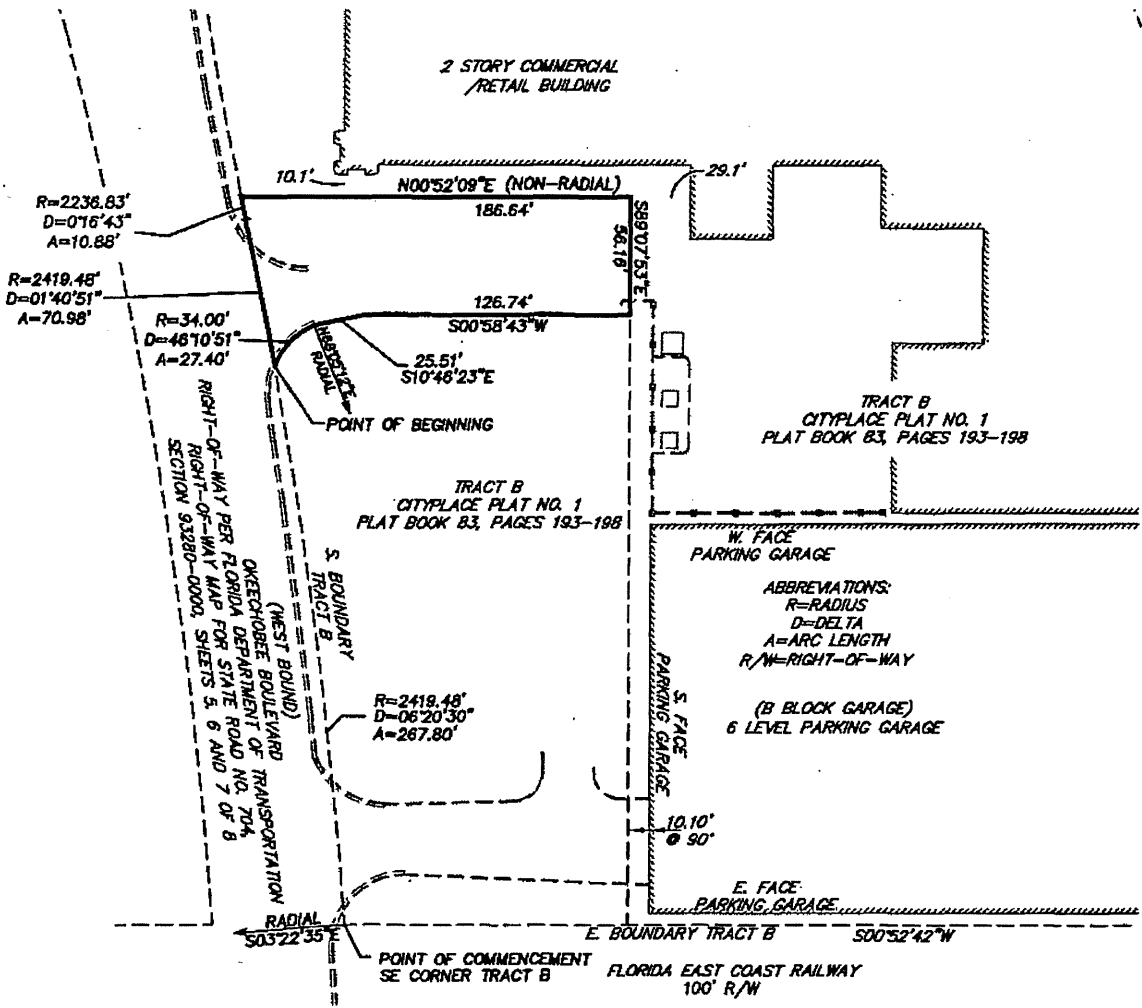 2 STORY COMMERCIAL
/RETAIL BUILDING
10.1'
N00°52'09"E (NON-RADIAL)
29.1'
186.64'
R=2236.83'
D=0°16'43"
A=10.88'
S89°07'53"E
56.16'
R=2419.48'
D=01°40'51"
A=70.98'
126.74'
S00°58'43"W
R=34.00'
D=46°10'51"
A=27.40'
N68°05'12"E
RADIAL
25.51'
S10°46'23"E
POINT OF BEGINNING
TRACT B
CITYPLACE PLAT NO. 1
PLAT BOOK 83, PAGES 193-198
TRACT B
CITYPLACE PLAT NO. 1
PLAT BOOK 83, PAGES 193-198
W. FACE
PARKING GARAGE
S. BOUNDARY
TRACT B
(WEST BOUND)
OKEECHOBEE BOULEVARD
RIGHT-OF-WAY PER FLORIDA DEPARTMENT OF TRANSPORTATION
RIGHT-OF-WAY MAP FOR STATE ROAD NO. 704,
SECTION 93280-0000, SHEETS 5, 6 AND 7 OF 8
ABBREVIATIONS:
R=RADIUS
D=DELTA
A=ARC LENGTH
R/W=RIGHT-OF-WAY
(B BLOCK GARAGE)
6 LEVEL PARKING GARAGE
S. FACE
PARKING GARAGE
R=2419.48'
D=06°20'30"
A=267.80'
10.10'
@ 90°
E. FACE
PARKING GARAGE
RADIAL
S03°22'35"E
E. BOUNDARY TRACT B
S00°52'42"W
POINT OF COMMENCEMENT
SE CORNER TRACT B
FLORIDA EAST COAST RAILWAY
100' R/W